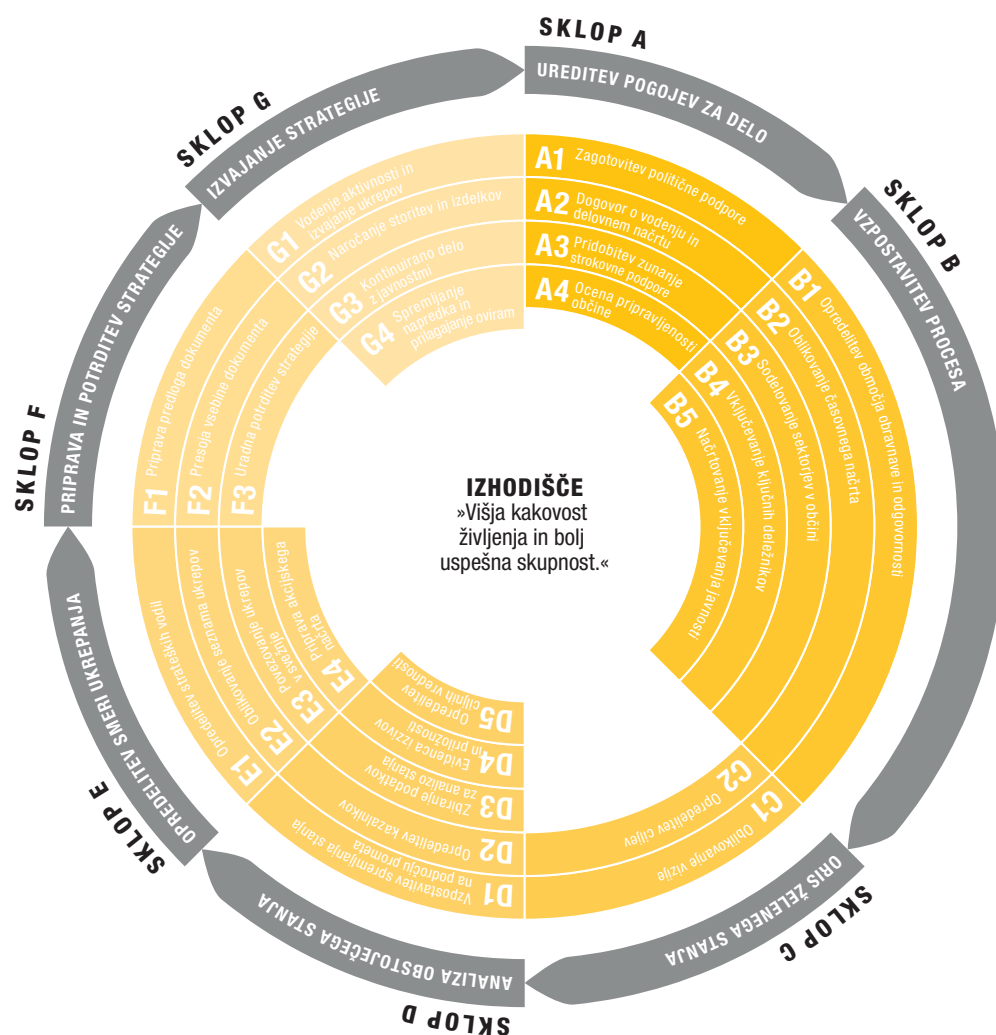 SKLOP A
UREDITEV POGOJEV ZA DELO
A1 Zagotovitev politične podpore
A2 Dogovor o vodenju in
delovnem načrtu
A3 Pridobitev zunanje
strokovne podpore
A4 Ocena pripravljenosti
občine
SKLOP B
VZPOSTAVITEV PROCESA
B1 Opredelitev območja obravnave in odgovornosti
B2 Oblikovanje časovnega načrta
B3 Sodelovanje sektorjev v občini
B4 Vključevanje ključnih deležnikov
B5 Načrtovanje vključevanja javnosti
SKLOP C
ORIS ŽELENEGA STANJA
C1 Oblikovanje vizije
C2 Opredelitev ciljev
SKLOP D
ANALIZA OBSTOJEČEGA STANJA
D1 Vzpostavitev spremljanja stanja
na področju prometa
D2 Opredelitev kazalnikov
D3 Zbiranje podatkov
za analizo stanja
D4 Evidenca izzivov
in priložnosti
D5 Opredelitev
ciljnih vrednosti
SKLOP E
OPREDELITEV SMERI UKREPANJA
E1 Opredelitev strateških vodil
E2 Oblikovanje seznama ukrepov
E3 Povezovanje ukrepov
v svežnje
E4 Priprava akcijskega
načrta
SKLOP F
PRIPRAVA IN POTRDITEV STRATEGIJE
F1 Priprava predloga dokumenta
F2 Presoja vsebine dokumenta
F3 Uradna potrditev strategije
SKLOP G
IZVAJANJE STRATEGIJE
G1 Vodenje aktivnosti in
izvajanje ukrepov
G2 Naročanje storitev in izdelkov
G3 Kontinuirano delo
z javnostmi
G4 Spremljanje
napredka in
prilagajanje oviram
IZHODIŠČE
»Višja kakovost
življenja in bolj
uspešna skupnost.«